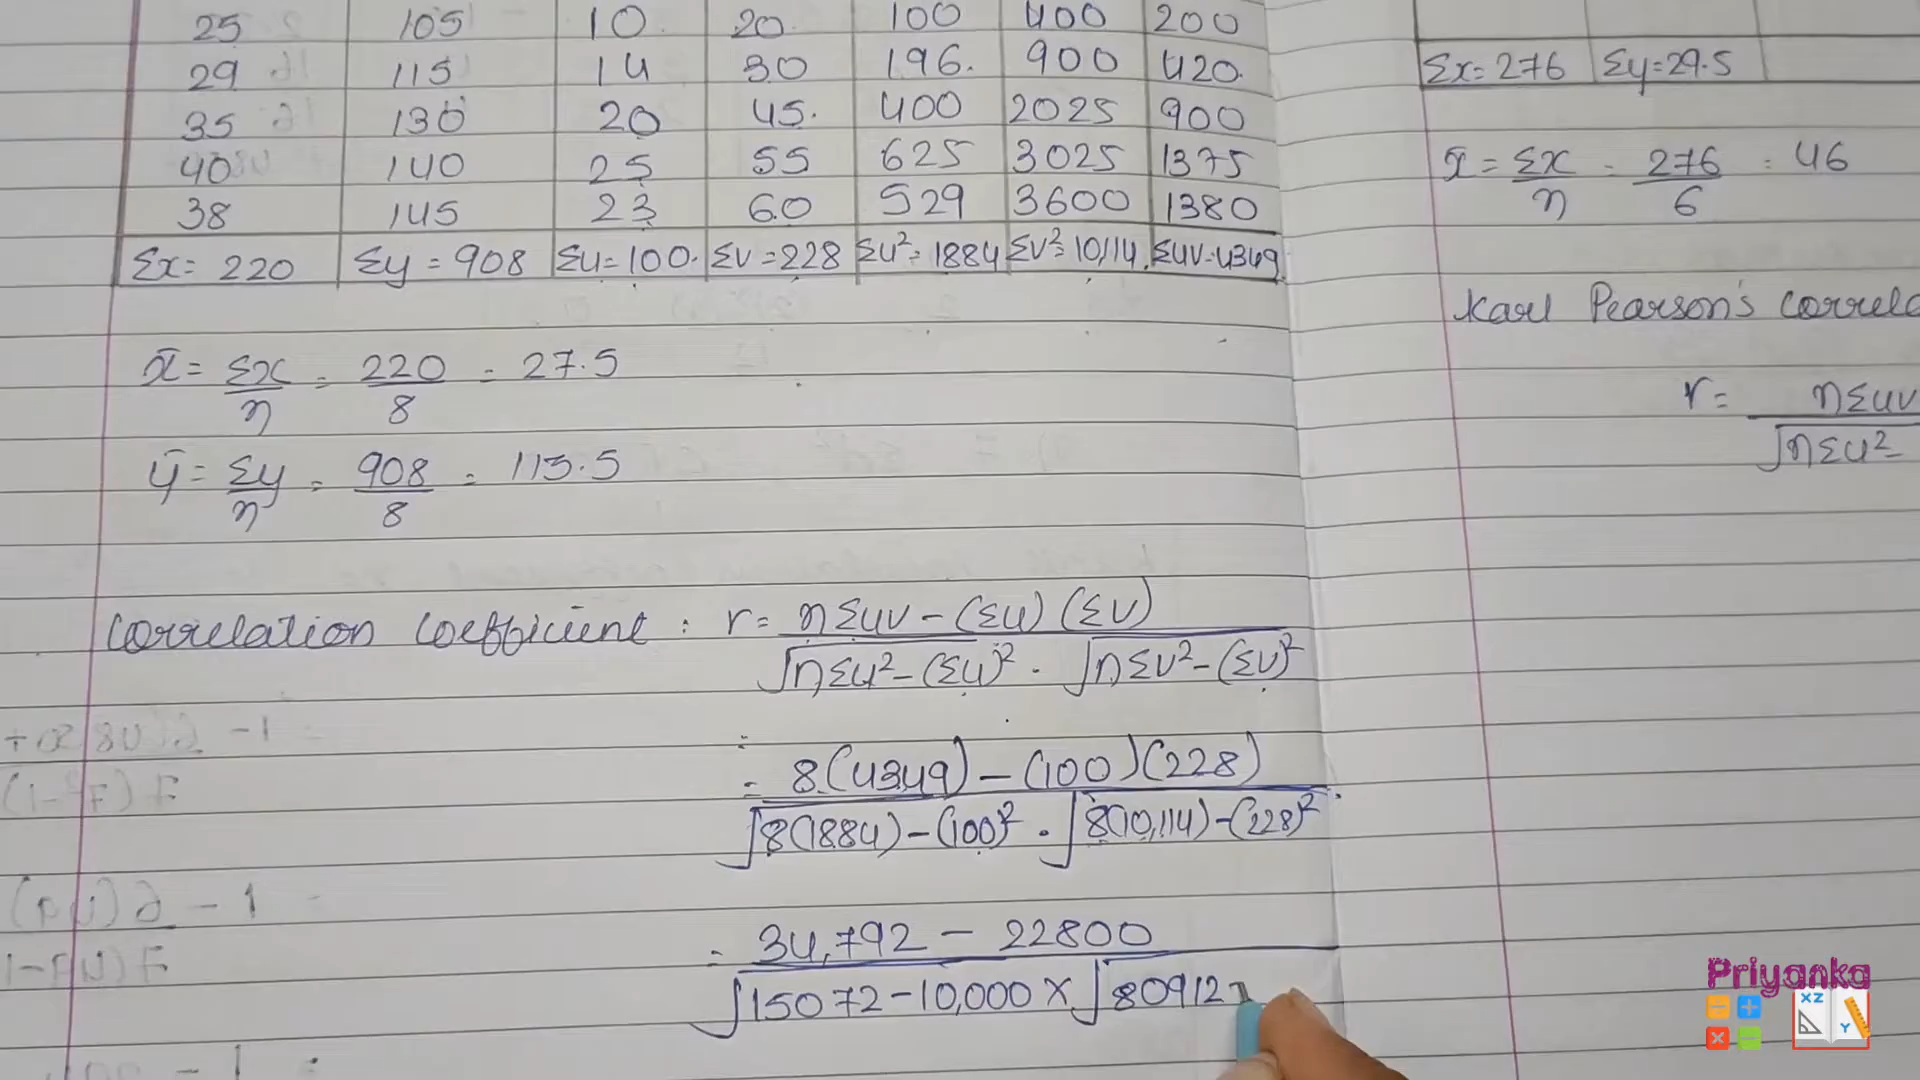 25 105 10 20 100 400 200
29 115 14 30 196. 900 420.
35 130 20 45. 400 2025 900
40 140 25 55 625 3025 1375
38 145 23 60 529 3600 1380
Σx= 220 Σy = 908 Σu=100. Σv=228 Σu²=1884 Σv²=10,114. Σuv=4349
x̄ = Σx/n = 220/8 = 27.5
ȳ = Σy/n = 908/8 = 113.5
Correlation Coefficient : r = nΣuv - (Σu)(Σv) / √nΣu² - (Σu)² . √nΣv² - (Σv)²
= 8(4349) - (100)(228) / √8(1884) - (100)² . √8(10,114) - (228)²
= 34,792 - 22800 / √15072 - 10,000 × √80912
Σx=276 Σy=29.5
x̄ = Σx/n = 276/6 = 46
Karl Pearson's Correla
r = nΣuv / √nΣu² -
Priyanka
XZ
Y